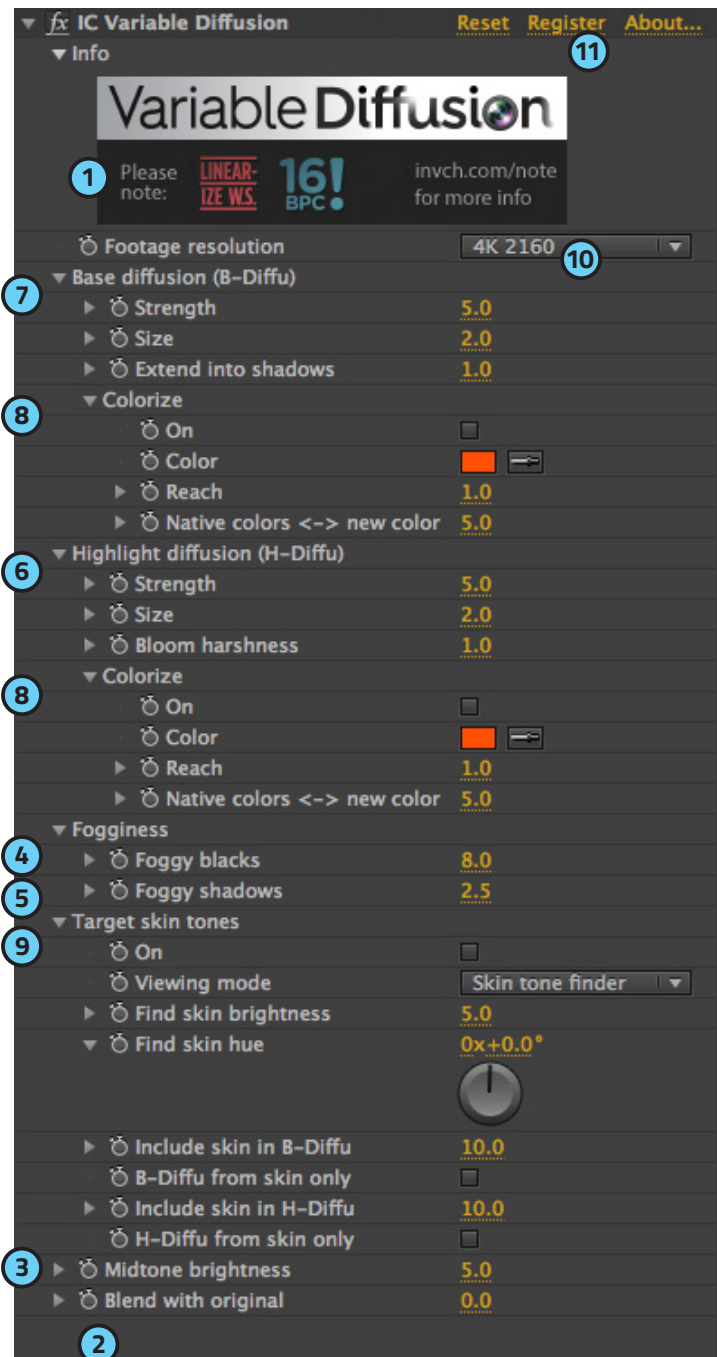 fx IC Variable Diffusion Reset Register About...
11
Info
Variable Diffusion
1 Please note: LINEAR-IZE W.S. 16! BPC invch.com/note for more info
Footage resolution 4K 2160
10
Base diffusion (B-Diffu)
7
Strength 5.0
Size 2.0
Extend into shadows 1.0
Colorize
8
On
Color
Reach 1.0
Native colors <-> new color 5.0
Highlight diffusion (H-Diffu)
6
Strength 5.0
Size 2.0
Bloom harshness 1.0
Colorize
8
On
Color
Reach 1.0
Native colors <-> new color 5.0
Fogginess
4
Foggy blacks 8.0
5
Foggy shadows 2.5
Target skin tones
9
On
Viewing mode Skin tone finder
Find skin brightness 5.0
Find skin hue 0x+0.0°
Include skin in B-Diffu 10.0
B-Diffu from skin only
Include skin in H-Diffu 10.0
H-Diffu from skin only
3 Midtone brightness 5.0
Blend with original 0.0
2